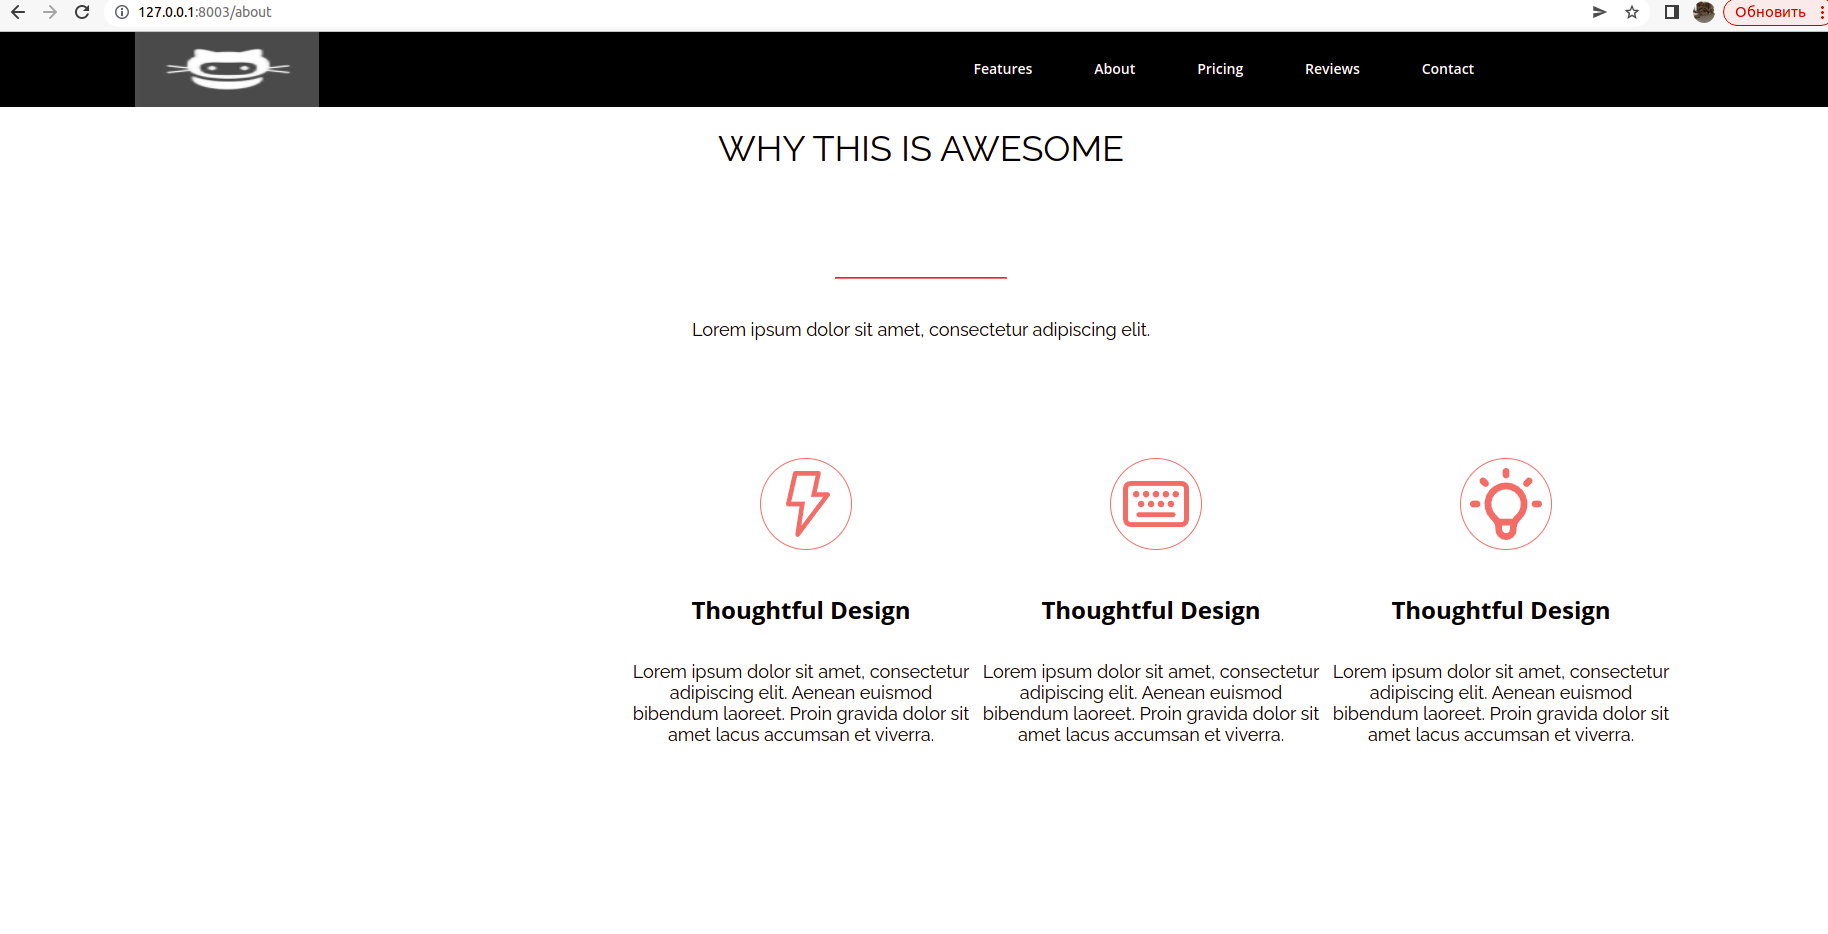 127.0.0.1:8003/about
Обновить
Features About Pricing Reviews Contact
WHY THIS IS AWESOME
Lorem ipsum dolor sit amet, consectetur adipiscing elit.
Thoughtful Design
Lorem ipsum dolor sit amet, consectetur
adipiscing elit. Aenean euismod
bibendum laoreet. Proin gravida dolor sit
amet lacus accumsan et viverra.
Thoughtful Design
Lorem ipsum dolor sit amet, consectetur
adipiscing elit. Aenean euismod
bibendum laoreet. Proin gravida dolor sit
amet lacus accumsan et viverra.
Thoughtful Design
Lorem ipsum dolor sit amet, consectetur
adipiscing elit. Aenean euismod
bibendum laoreet. Proin gravida dolor sit
amet lacus accumsan et viverra.